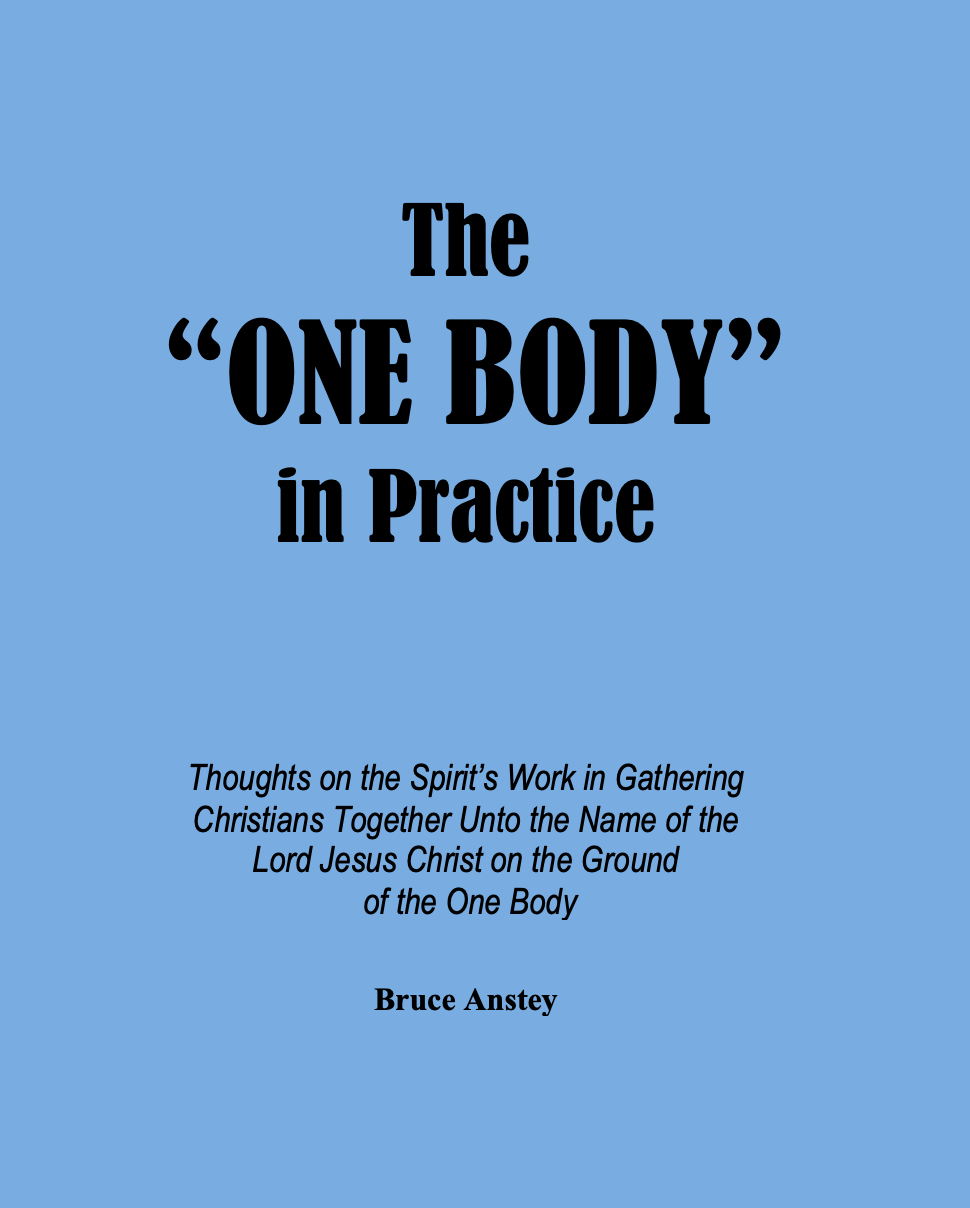 The
“ONE BODY”
in Practice
Thoughts on the Spirit’s Work in Gathering
Christians Together Unto the Name of the
Lord Jesus Christ on the Ground
of the One Body
Bruce Anstey